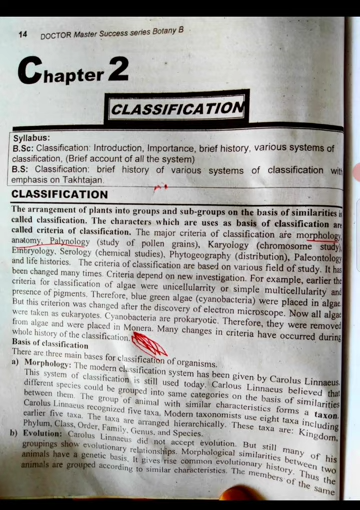 14 DOCTOR Master Success series Botany B
Chapter 2
CLASSIFICATION
Syllabus:
B.Sc: Classification: Introduction, Importance, brief history, various systems of
classification, (Brief account of all the system)
B.S: Classification: brief history of various systems of classification with
emphasis on Takhtajan.
CLASSIFICATION
The arrangement of plants into groups and sub-groups on the basis of similarities is
called classification. The characters which are uses as basis of classification are
called criteria of classification. The major criteria of classification are morphology,
anatomy, Palynology (study of pollen grains), Karyology (chromosome study),
Embryology, Serology (chemical studies), Phytogeography (distribution), Paleontology
and life histories. The criteria of classification are based on various field of study. It has
been changed many times. Criteria depend on new investigation. For example, earlier the
criteria for classification of algae were unicellularity or simple multicellularity and
presence of pigments. Therefore, blue green algae (cyanobacteria) were placed in algae.
But this criterion was changed after the discovery of electron microscope. Now all algae
were taken as eukaryotes. Cyanobacteria are prokaryotic. Therefore, they were removed
from algae and were placed in Monera. Many changes in criteria have occurred during
whole history of the classification.
Basis of classification
There are three main bases for classification of organisms.
a) Morphology: The modern classification system has been given by Carolus Linnaeus.
This system of classification is still used today. Carlous Linnaeus believed that
different species could be grouped into same categories on the basis of similarities
between them. The group of animal with similar characteristics forms a taxon
Carolus Linnaeus recognized five taxa. Modern taxonomists use eight taxa including
earlier five taxa. The taxa are arranged hierarchically. These taxa are: Kingdom,
Phylum, Class, Order, Family, Genus, and Species.
b) Evolution: Carolus Linnaeus did not accept evolution. But still many of his
groupings show evolutionary relationships. Morphological similarities between two
animals have a genetic basis. It gives rise common evolutionary history. Thus the
animals are grouped according to similar characteristics. The members of the same